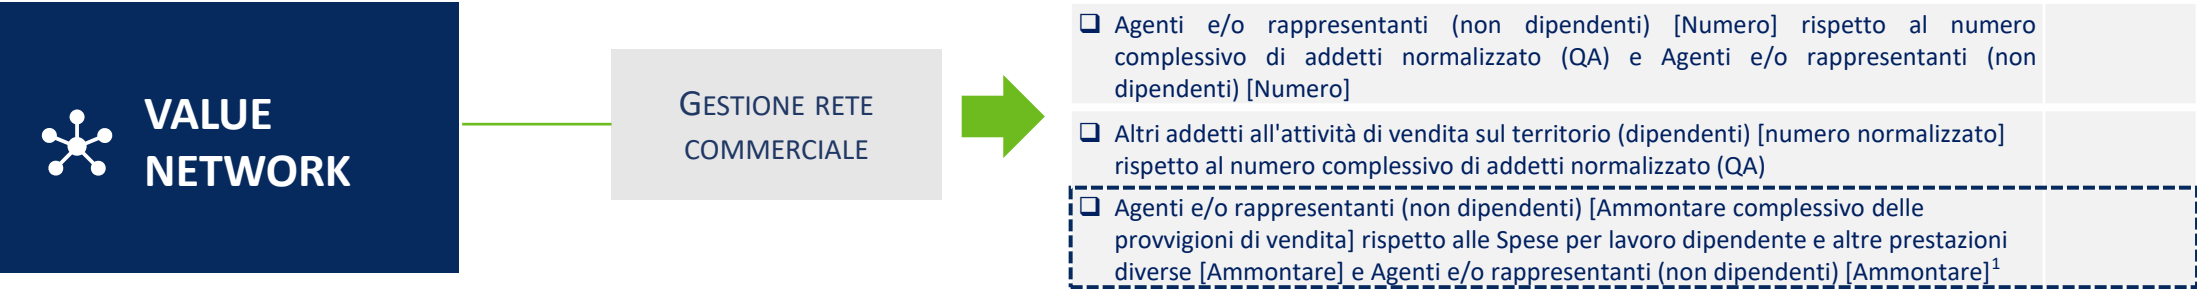 VALUE
NETWORK
GESTIONE RETE
COMMERCIALE
❑ Agenti e/o rappresentanti (non dipendenti) [Numero] rispetto al numero
complessivo di addetti normalizzato (QA) e Agenti e/o rappresentanti (non
dipendenti) [Numero]
❑ Altri addetti all'attività di vendita sul territorio (dipendenti) [numero normalizzato]
rispetto al numero complessivo di addetti normalizzato (QA)
❑ Agenti e/o rappresentanti (non dipendenti) [Ammontare complessivo delle
provvigioni di vendita] rispetto alle Spese per lavoro dipendente e altre prestazioni
diverse [Ammontare] e Agenti e/o rappresentanti (non dipendenti) [Ammontare]¹